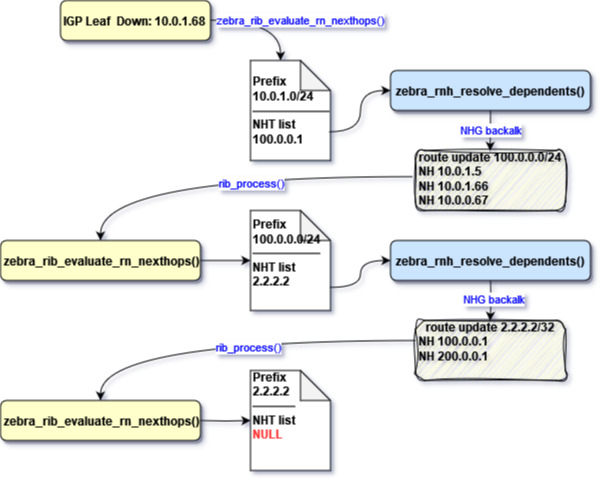 IGP Leaf  Down: 10.0.1.68
zebra_rib_evaluate_rn_nexthops()
Prefix
10.0.1.0/24
NHT list
100.0.0.1
zebra_rnh_resolve_dependents()
NHG backalk
route update 100.0.0.0/24
NH 10.0.1.5
NH 10.0.1.66
NH 10.0.0.67
rib_process()
zebra_rib_evaluate_rn_nexthops()
Prefix
100.0.0.0/24
NHT list
2.2.2.2
zebra_rnh_resolve_dependents()
NHG backalk
route update 2.2.2.2/32
NH 100.0.0.1
NH 200.0.0.1
rib_process()
zebra_rib_evaluate_rn_nexthops()
Prefix
2.2.2.2
NHT list
NULL